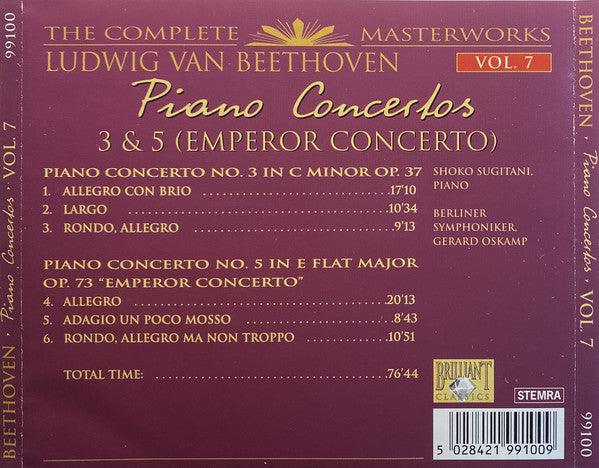 THE COMPLETE MASTERWORKS
LUDWIG VAN BEETHOVEN
VOL. 7
Piano Concertos
3 & 5 (EMPEROR CONCERTO)
PIANO CONCERTO NO. 3 IN C MINOR OP. 37
1. ALLEGRO CON BRIO ........................ 17'10
2. LARGO ........................ 10'34
3. RONDO, ALLEGRO ........................ 9'13
SHOKO SUGITANI,
PIANO
BERLINER
SYMPHONIKER,
GERARD OSKAMP
PIANO CONCERTO NO. 5 IN E FLAT MAJOR
OP. 73 “EMPEROR CONCERTO”
4. ALLEGRO ........................ 20'13
5. ADAGIO UN POCO MOSSO ........................ 8'43
6. RONDO, ALLEGRO MA NON TROPPO ........................ 10'51
TOTAL TIME: ........................ 76'44
BRILLIANT
CLASSICS
STEMRA
5 028421 991009
BEETHOVEN · Piano Concertos · VOL. 7
99100
BEETHOVEN · Piano Concertos · VOL. 7
99100